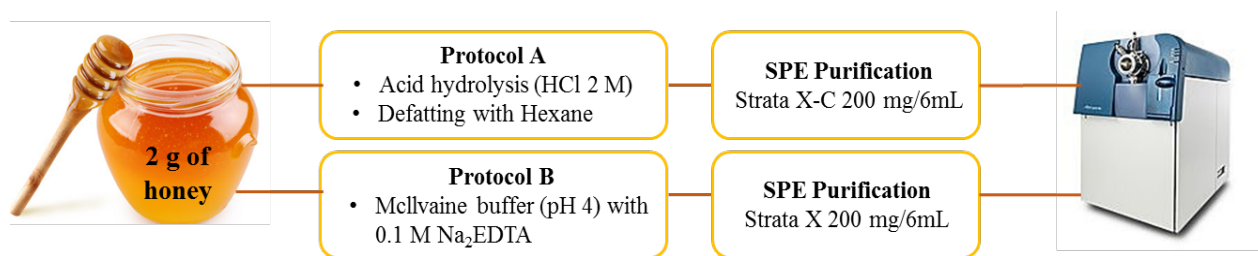 2 g of
honey
Protocol A
• Acid hydrolysis (HCl 2 M)
• Defatting with Hexane
SPE Purification
Strata X-C 200 mg/6mL
Protocol B
• McIlvaine buffer (pH 4) with
0.1 M Na₂EDTA
SPE Purification
Strata X 200 mg/6mL